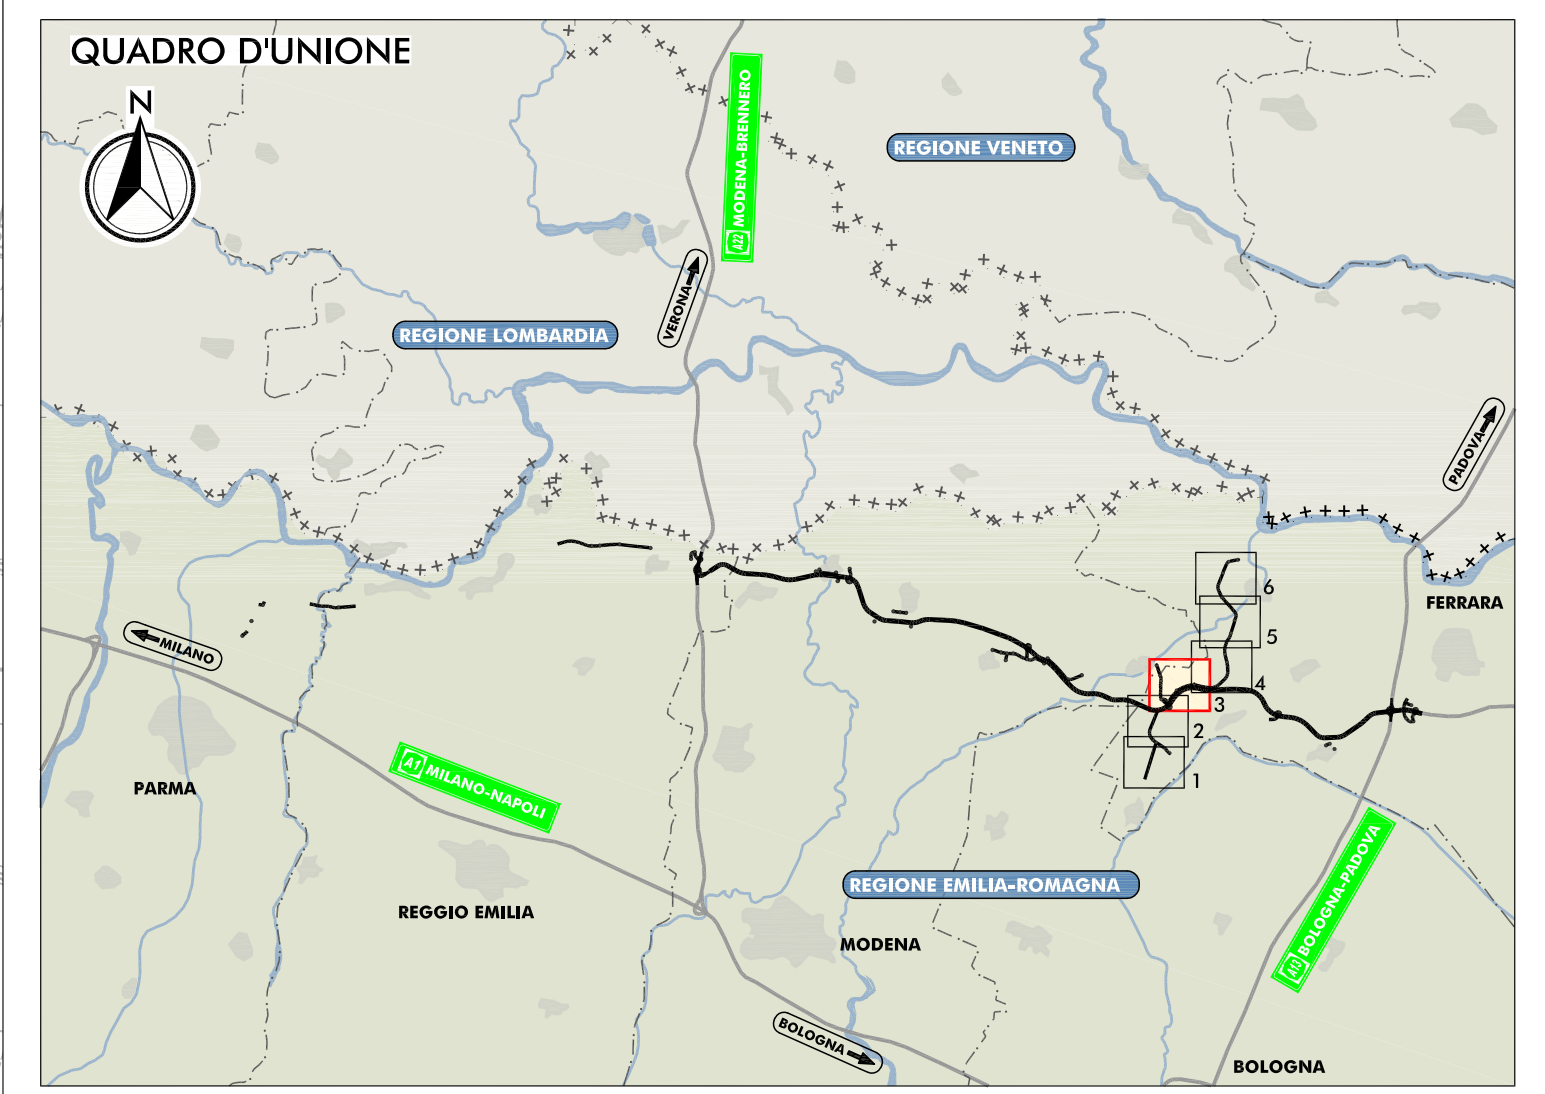 QUADRO D'UNIONE
N
A22 MODENA-BRENNERO
REGIONE VENETO
VERONA
REGIONE LOMBARDIA
PADOVA
6
FERRARA
5
MILANO
4
3
2
1
PARMA
A1 MILANO-NAPOLI
REGIONE EMILIA-ROMAGNA
A13 BOLOGNA-PADOVA
REGGIO EMILIA
MODENA
BOLOGNA
BOLOGNA